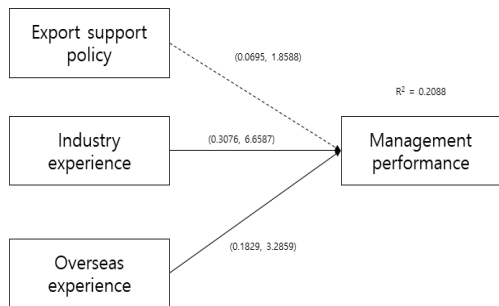 Export support
policy
(0.0695, 1.8588)
R² = 0.2088
Industry
experience
(0.3076, 6.6587)
Management
performance
(0.1829, 3.2859)
Overseas
experience